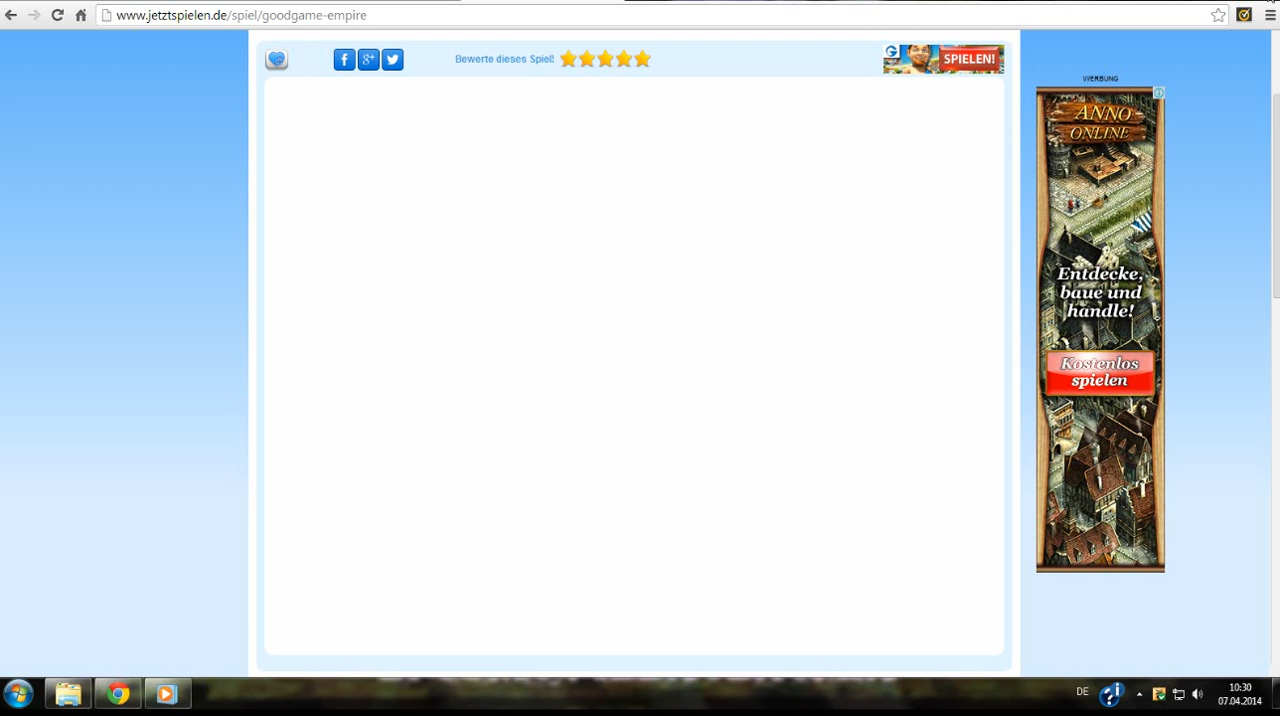 www.jetztspielen.de/spiel/goodgame-empire
Bewerte dieses Spiel!
SPIELEN!
WERBUNG
ANNO
ONLINE
Entdecke,
baue und
handle!
Kostenlos
spielen
DE
10:30
07.04.2014